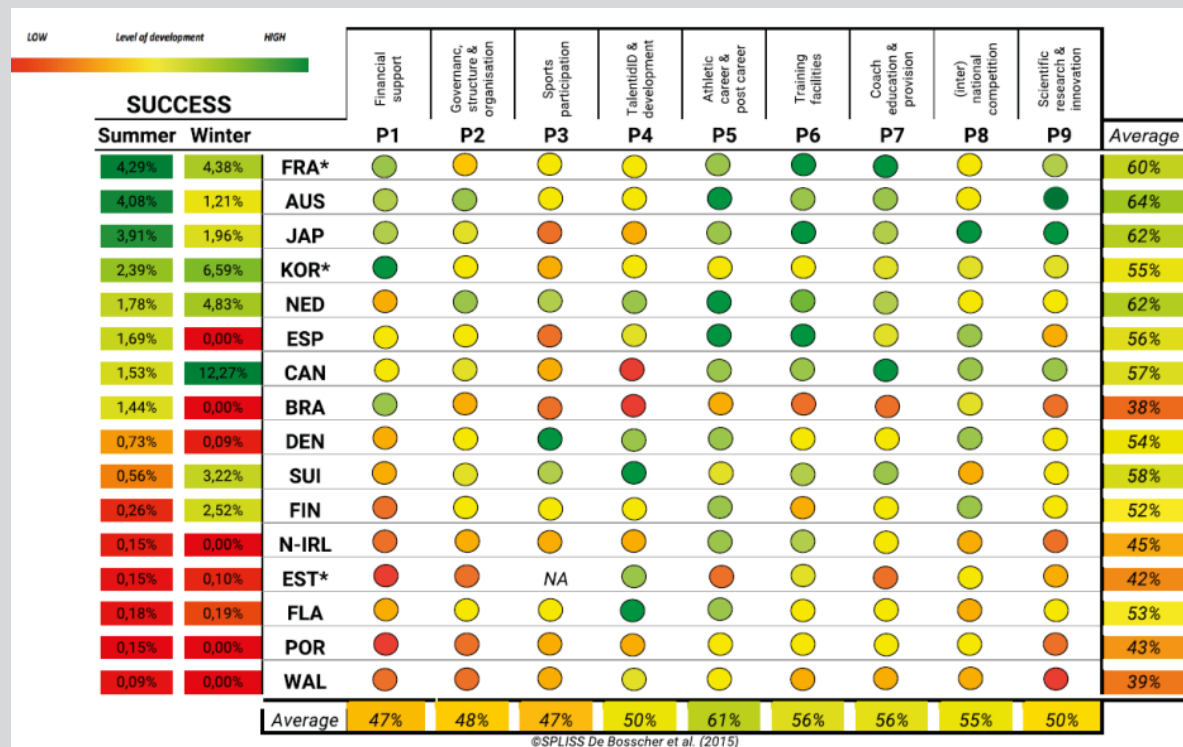 LOW Level of development HIGH
Financial support
Governanc, structure & organisation
Sports participation
TalentidID & development
Athletic career & post career
Training facilities
Coach education & provision
(inter) national competitition
Scientific research & innovation
SUCCESS
Summer Winter P1 P2 P3 P4 P5 P6 P7 P8 P9 Average
4,29% 4,38% FRA* 60%
4,08% 1,21% AUS 64%
3,91% 1,96% JAP 62%
2,39% 6,59% KOR* 55%
1,78% 4,83% NED 62%
1,69% 0,00% ESP 56%
1,53% 12,27% CAN 57%
1,44% 0,00% BRA 38%
0,73% 0,09% DEN 54%
0,56% 3,22% SUI 58%
0,26% 2,52% FIN 52%
0,15% 0,00% N-IRL 45%
0,15% 0,10% EST* NA 42%
0,18% 0,19% FLA 53%
0,15% 0,00% POR 43%
0,09% 0,00% WAL 39%
Average 47% 48% 47% 50% 61% 56% 56% 55% 50%
©SPLISS De Bosscher et al. (2015)